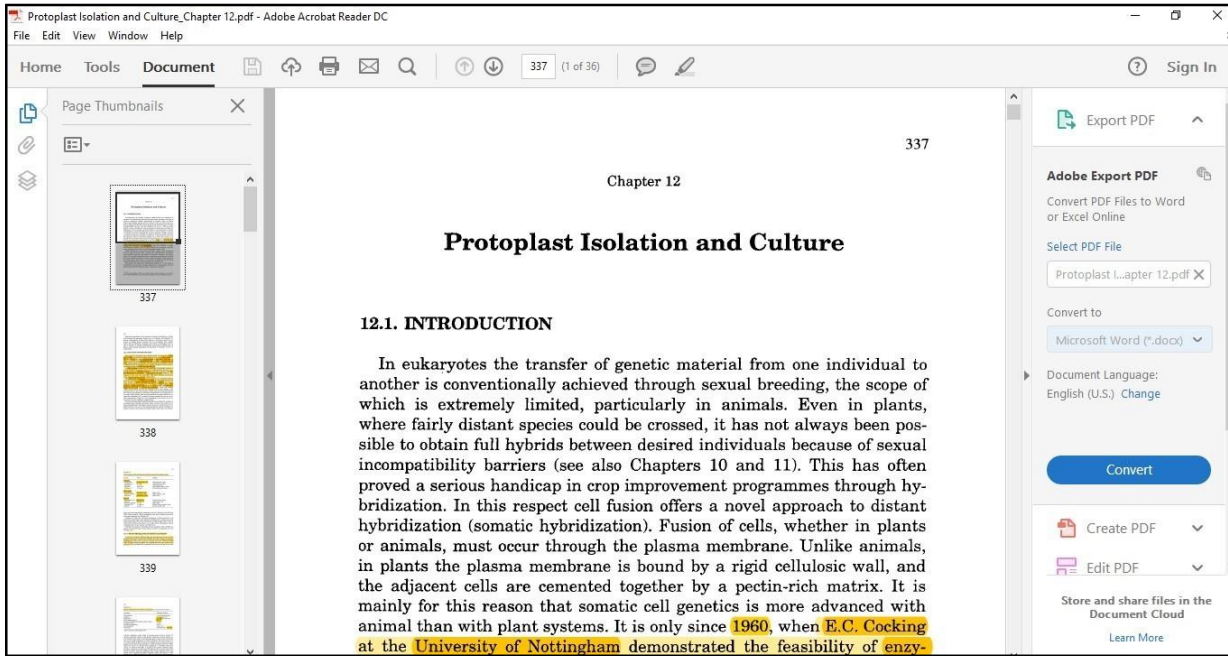 Protoplast Isolation and Culture_Chapter 12.pdf - Adobe Acrobat Reader DC
File Edit View Window Help
Home Tools Document 337 (1 of 36) Sign In
Page Thumbnails
337
338
339
337
Chapter 12
Protoplast Isolation and Culture
12.1. INTRODUCTION
In eukaryotes the transfer of genetic material from one individual to
another is conventionally achieved through sexual breeding, the scope of
which is extremely limited, particularly in animals. Even in plants,
where fairly distant species could be crossed, it has not always been pos-
sible to obtain full hybrids between desired individuals because of sexual
incompatibility barriers (see also Chapters 10 and 11). This has often
proved a serious handicap in crop improvement programmes through hy-
bridization. In this respect cell fusion offers a novel approach to distant
hybridization (somatic hybridization). Fusion of cells, whether in plants
or animals, must occur through the plasma membrane. Unlike animals,
in plants the plasma membrane is bound by a rigid cellulosic wall, and
the adjacent cells are cemented together by a pectin-rich matrix. It is
mainly for this reason that somatic cell genetics is more advanced with
animal than with plant systems. It is only since 1960, when E.C. Cocking
at the University of Nottingham demonstrated the feasibility of enzy-
Export PDF
Adobe Export PDF
Convert PDF Files to Word
or Excel Online
Select PDF File
Protoplast I...apter 12.pdf X
Convert to
Microsoft Word (*.docx)
Document Language:
English (U.S.) Change
Convert
Create PDF
Edit PDF
Store and share files in the
Document Cloud
Learn More